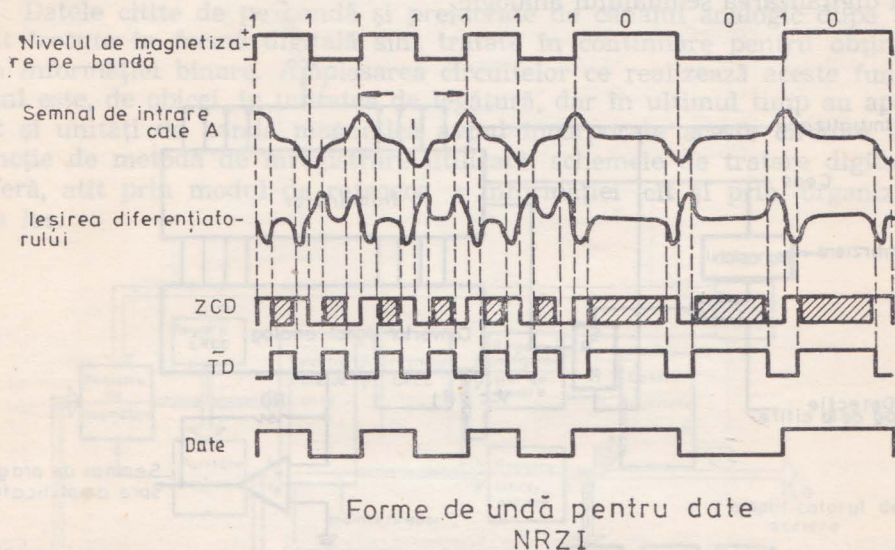 1 1 1 1 1 1 0 0
Nivelul de magnetiza-
re pe bandă
+
-
Semnal de intrare
cale A
Ieșirea diferențiato-
rului
ZCD
TD
Date
Forme de undă pentru date
NRZI